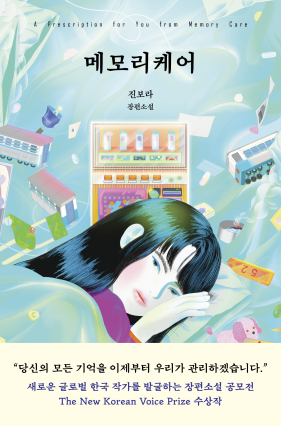 A Prescription for You from Memory Care
메모리케어
진보라
장편소설
“당신의 모든 기억을 이제부터 우리가 관리하겠습니다.”
새로운 글로벌 한국 작가를 발굴하는 장편소설 공모전
The New Korean Voice Prize 수상작